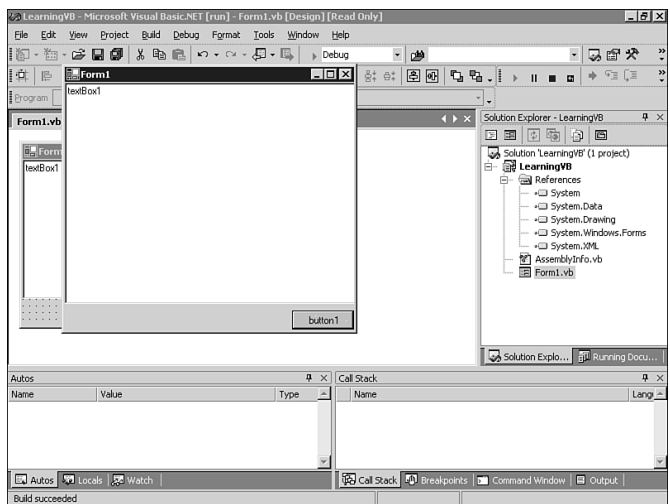 LearningVB - Microsoft Visual Basic.NET [run] - Form1.vb [Design] [Read Only]
File Edit View Project Build Debug Format Tools Window Help
Debug
Program
Form1
textBox1
button1
Form1.vb
Form
textBox1
Solution Explorer - LearningVB
Solution 'LearningVB' (1 project)
LearningVB
References
System
System.Data
System.Drawing
System.Windows.Forms
System.XML
AssemblyInfo.vb
Form1.vb
Solution Explo... Running Docu...
Autos
Name Value Type
Autos Locals Watch
Call Stack
Name Langu
Call Stack Breakpoints Command Window Output
Build succeeded